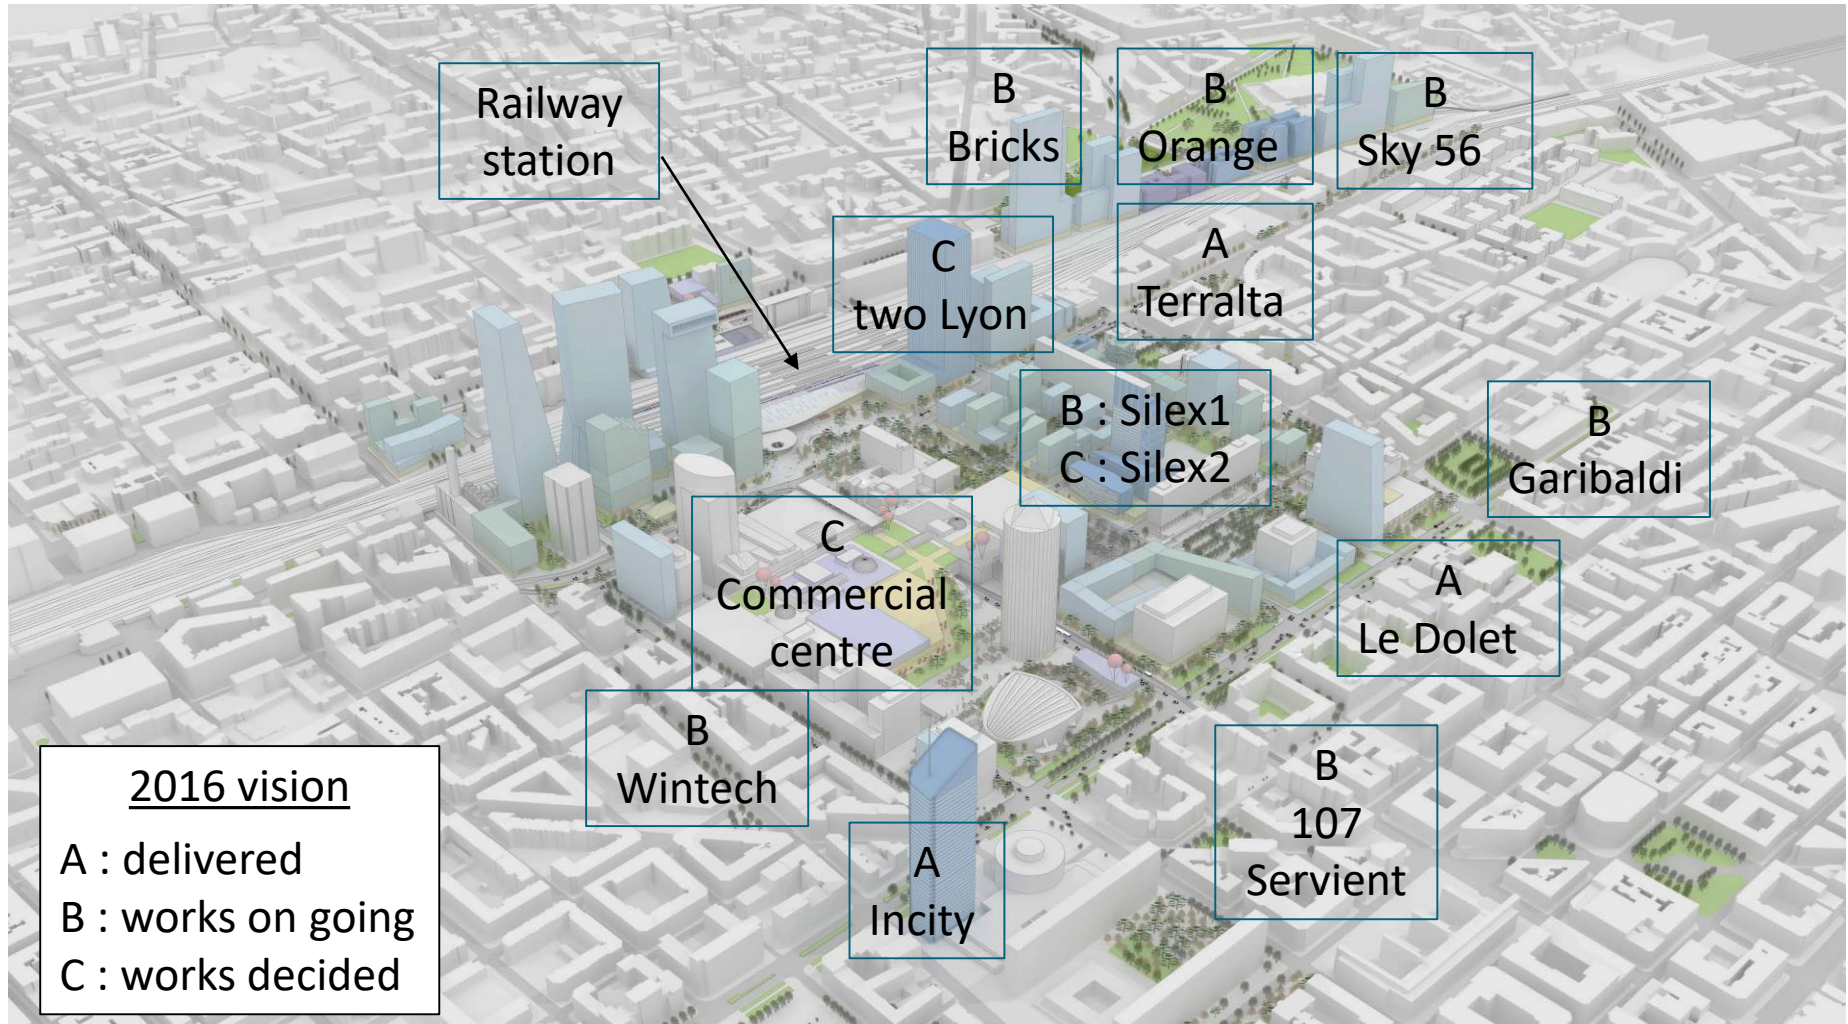 Railway
station
B
Bricks
B
Orange
B
Sky 56
C
two Lyon
A
Terralta
B : Silex1
C : Silex2
B
Garibaldi
C
Commercial
centre
A
Le Dolet
B
Wintech
B
107
Servient
A
Incity
2016 vision
A : delivered
B : works on going
C : works decided